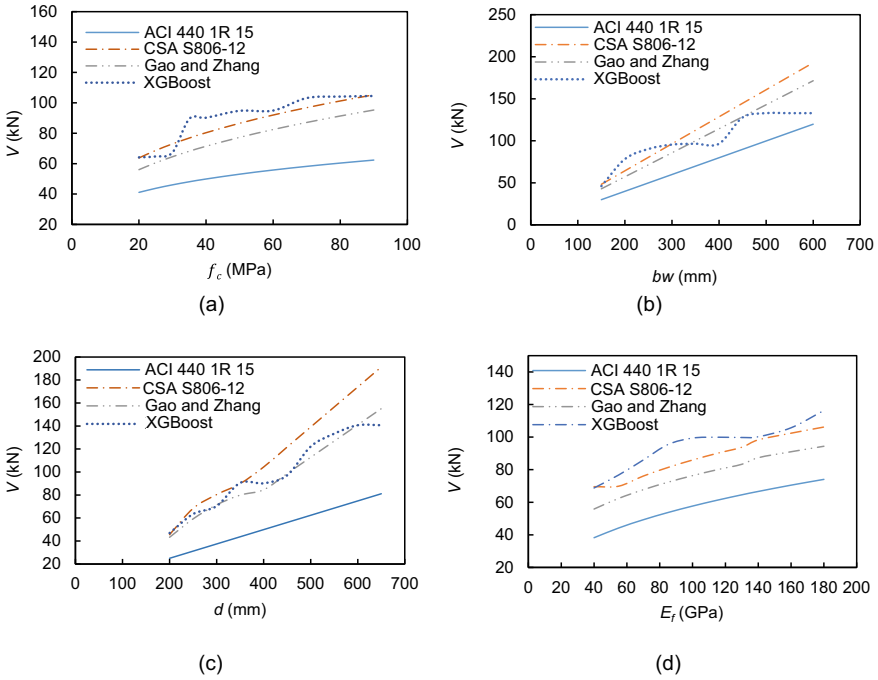 160
140
120
100
80
60
40
20
V (kN)
ACI 440 1R 15
CSA S806-12
Gao and Zhang
XGBoost
0 20 40 60 80 100
f_c (MPa)
(a)
250
200
150
100
50
0
V (kN)
ACI 440 1R 15
CSA S806-12
Gao and Zhang
XGBoost
0 100 200 300 400 500 600 700
bw (mm)
(b)
200
180
160
140
120
100
80
60
40
20
V (kN)
ACI 440 1R 15
CSA S806-12
Gao and Zhang
XGBoost
0 100 200 300 400 500 600 700
d (mm)
(c)
140
120
100
80
60
40
20
V (kN)
ACI 440 1R 15
CSA S806-12
Gao and Zhang
XGBoost
0 20 40 60 80 100 120 140 160 180 200
E_f (GPa)
(d)